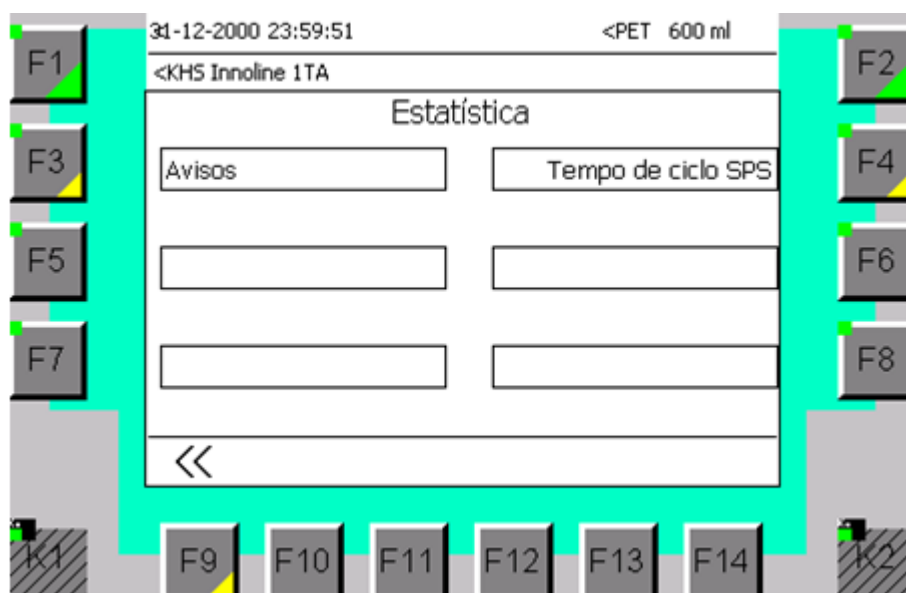 F1
31-12-2000 23:59:51 <PET 600 ml
F2
<KHS Innoline 1TA
Estatística
F3
Avisos
Tempo de ciclo SPS
F4
F5
F6
F7
F8
<<
K1
F9
F10
F11
F12
F13
F14
K2